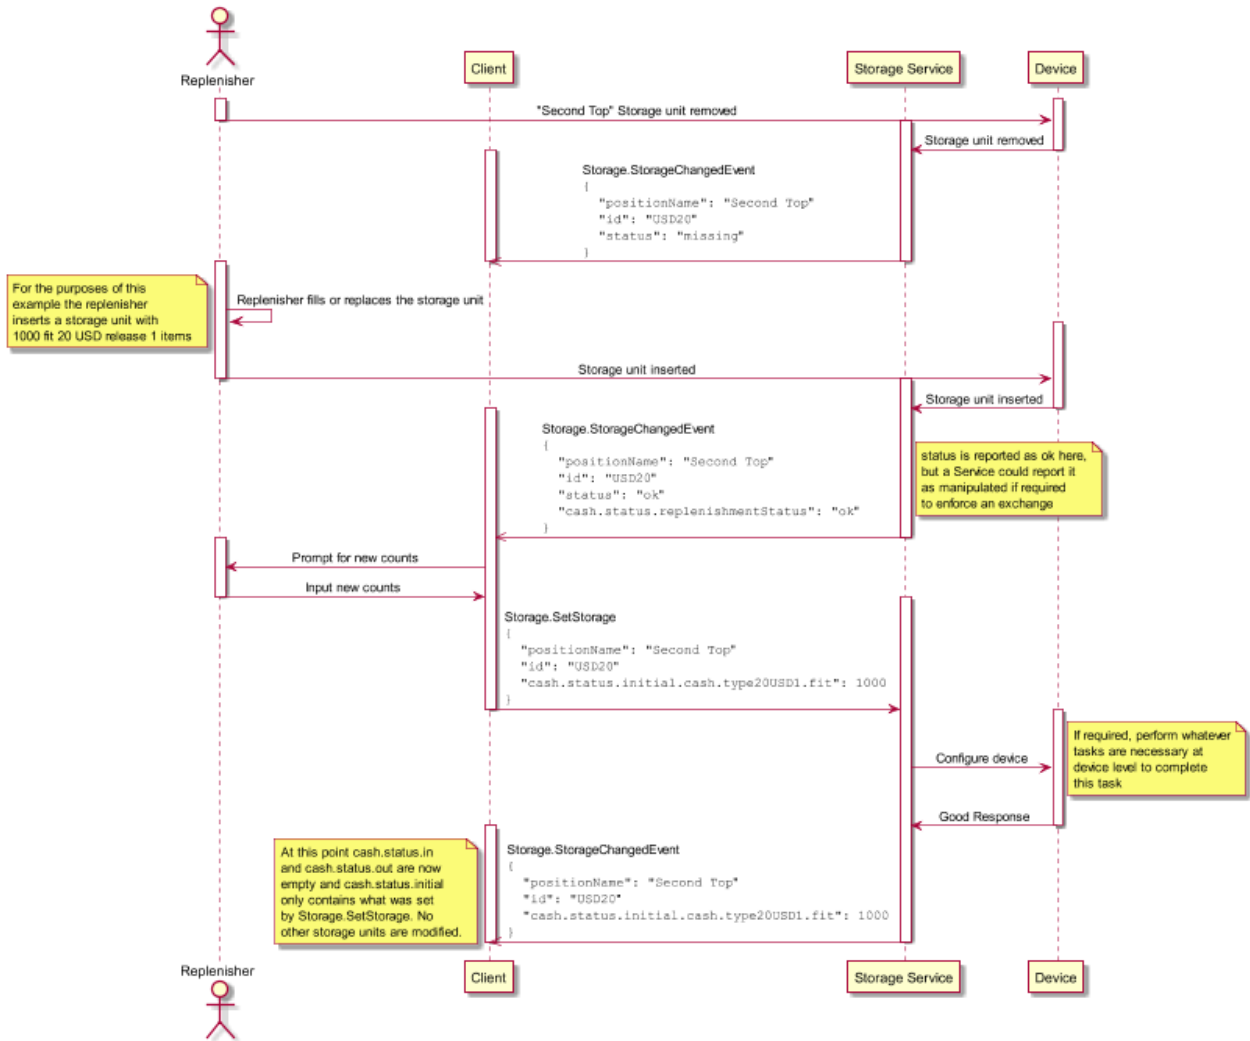 Replenisher
Client
Storage Service
Device
"Second Top" Storage unit removed
Storage unit removed
Storage.StorageChangedEvent
{
"positionName": "Second Top"
"id": "USD20"
"status": "missing"
}
For the purposes of this
example the replenisher
inserts a storage unit with
1000 fit 20 USD release 1 items
Replenisher fills or replaces the storage unit
Storage unit inserted
Storage unit inserted
Storage.StorageChangedEvent
{
"positionName": "Second Top"
"id": "USD20"
"status": "ok"
"cash.status.replenishmentStatus": "ok"
}
status is reported as ok here,
but a Service could report it
as manipulated if required
to enforce an exchange
Prompt for new counts
Input new counts
Storage.SetStorage
{
"positionName": "Second Top"
"id": "USD20"
"cash.status.initial.cash.type20USD1.fit": 1000
}
If required, perform whatever
tasks are necessary at
device level to complete
this task
Configure device
Good Response
At this point cash.status.in
and cash.status.out are now
empty and cash.status.initial
only contains what was set
by Storage.SetStorage. No
other storage units are modified.
Storage.StorageChangedEvent
{
"positionName": "Second Top"
"id": "USD20"
"cash.status.initial.cash.type20USD1.fit": 1000
}
Replenisher
Client
Storage Service
Device